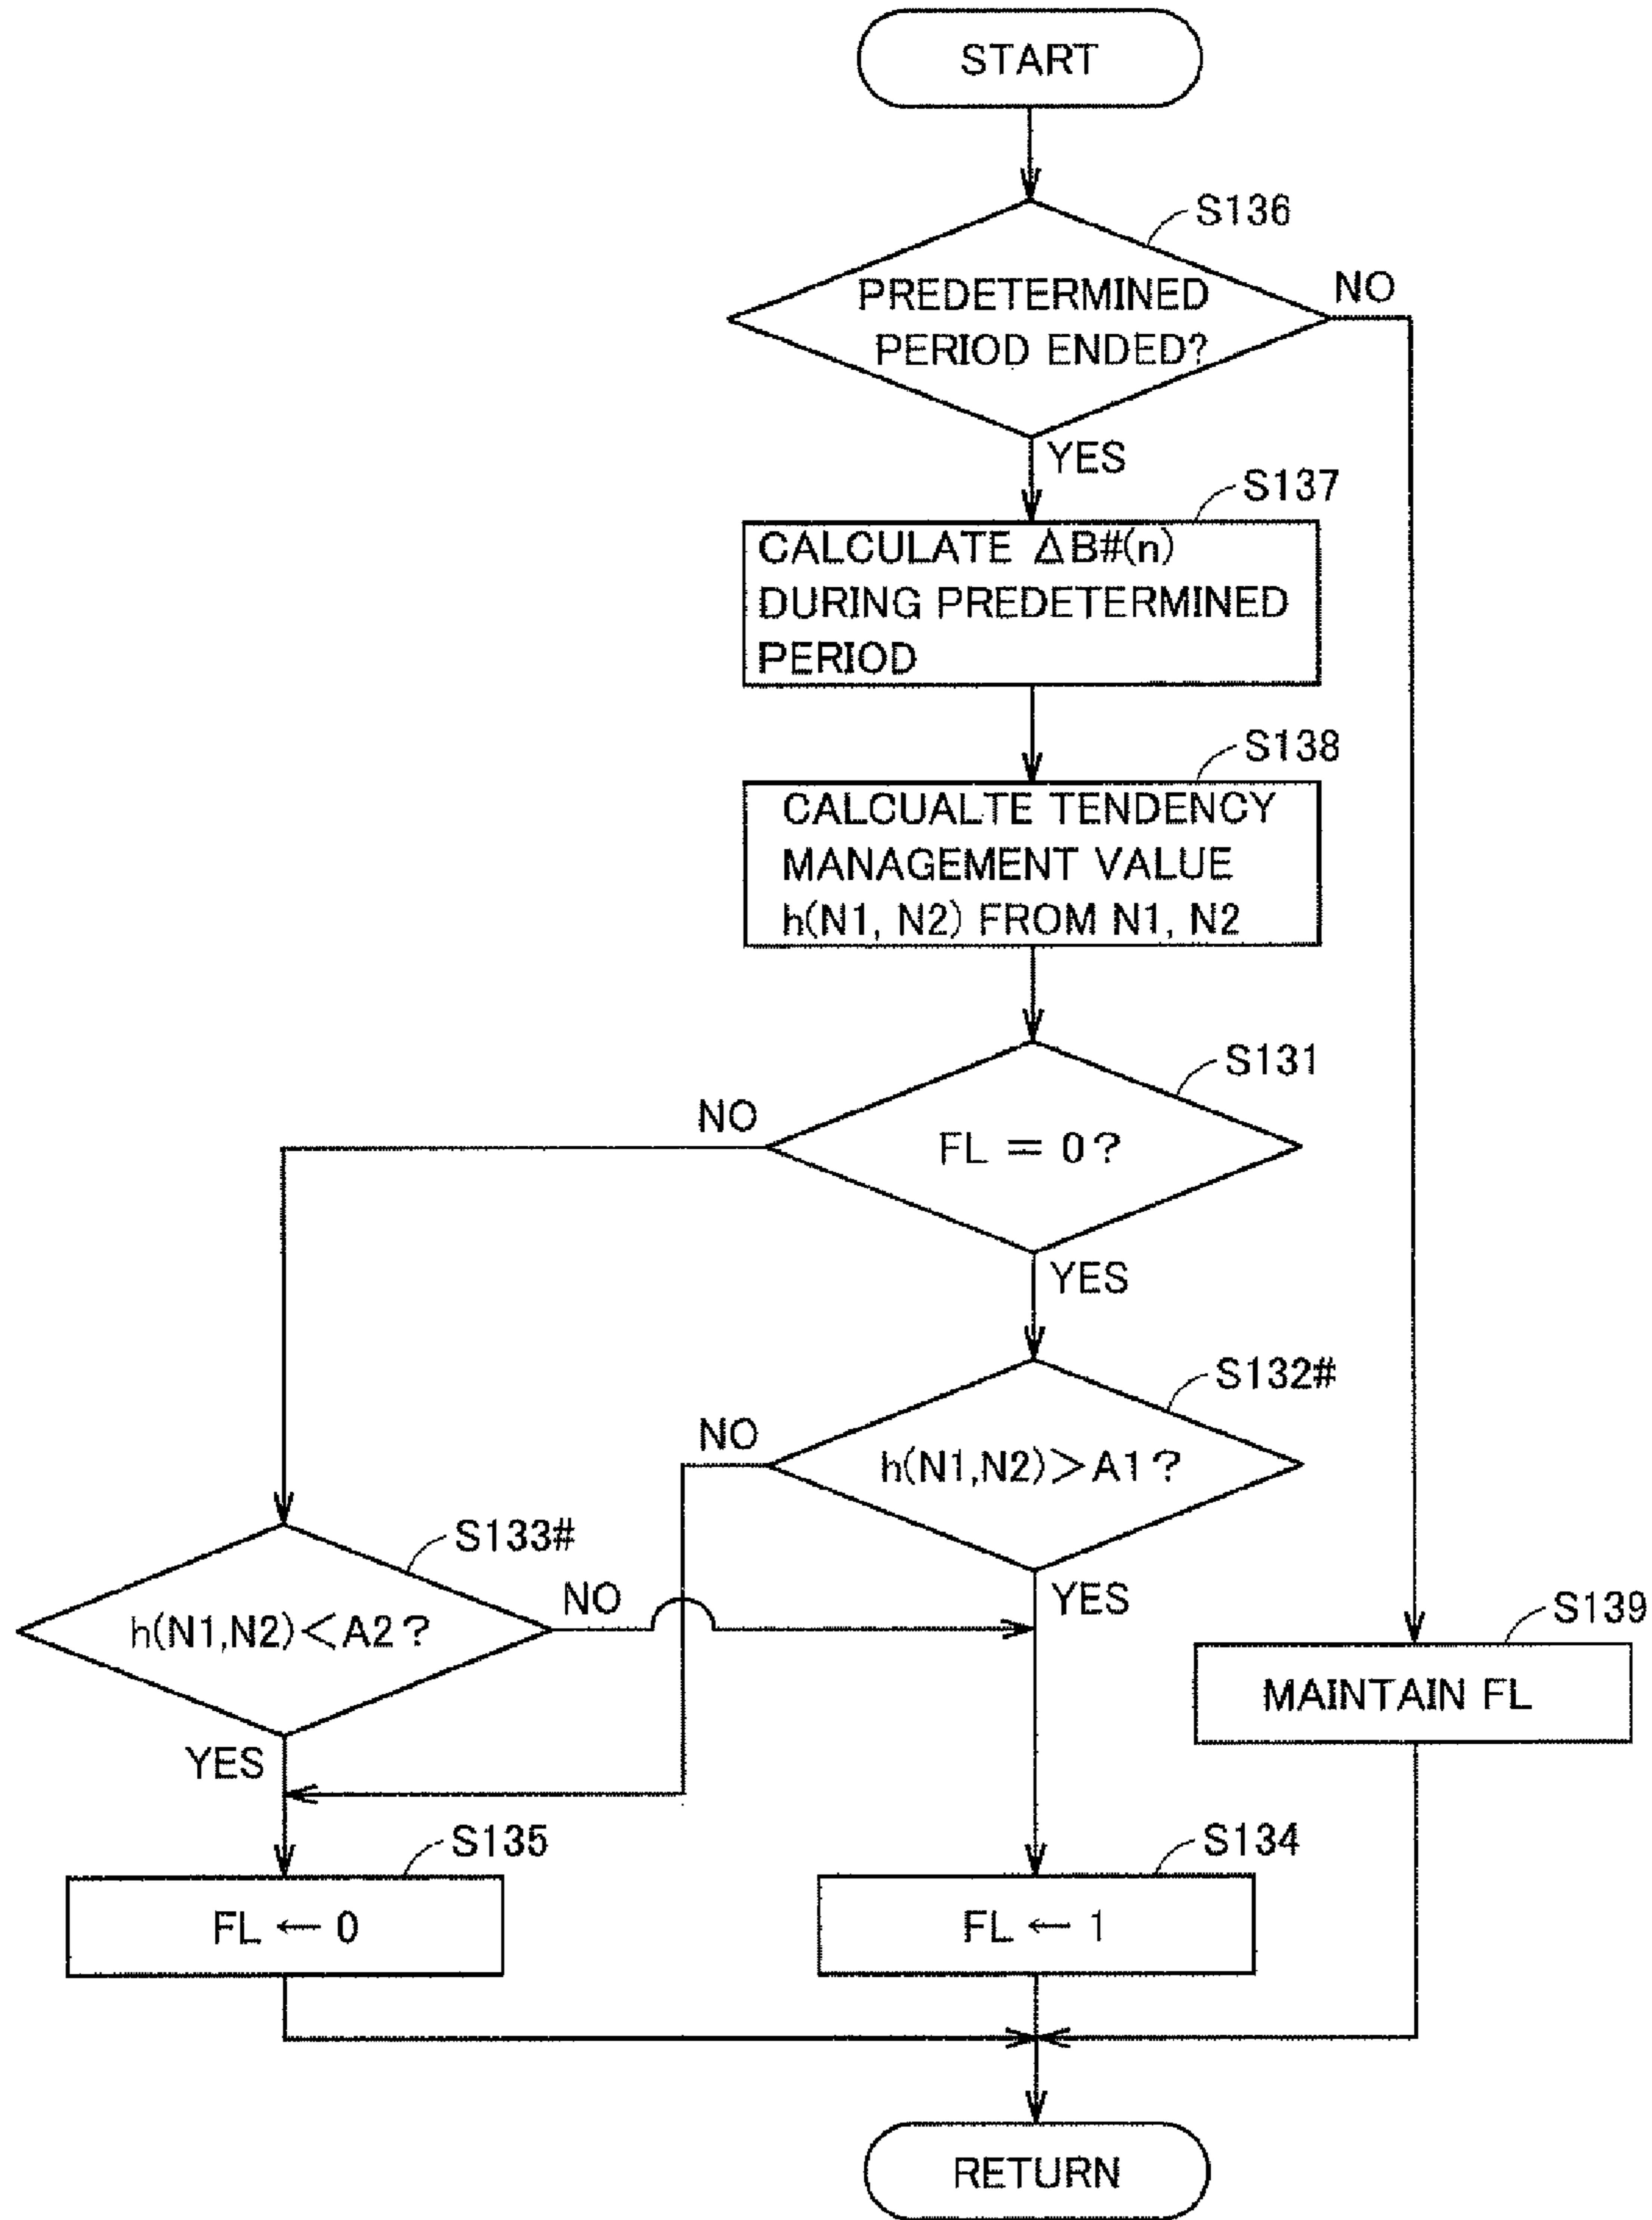 START
S136
PREDETERMINED
PERIOD ENDED?
NO
YES
S137
CALCULATE ΔB#(n)
DURING PREDETERMINED
PERIOD
S138
CALCUALTE TENDENCY
MANAGEMENT VALUE
h(N1, N2) FROM N1, N2
S131
NO
FL = 0?
YES
S132#
NO
h(N1,N2)>A1?
YES
S133#
h(N1,N2)<A2?
NO
YES
S139
MAINTAIN FL
S135
FL ← 0
S134
FL ← 1
RETURN